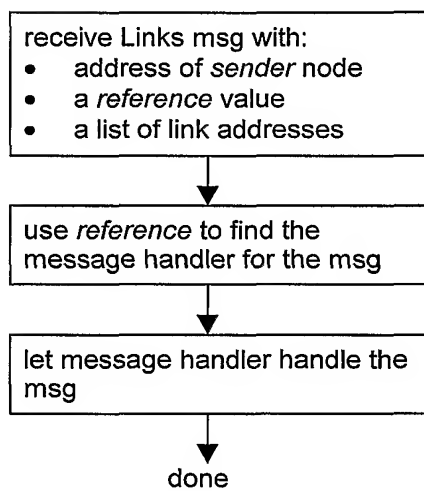 receive Links msg with:
• address of sender node
• a reference value
• a list of link addresses
use reference to find the
message handler for the msg
let message handler handle the
msg
done